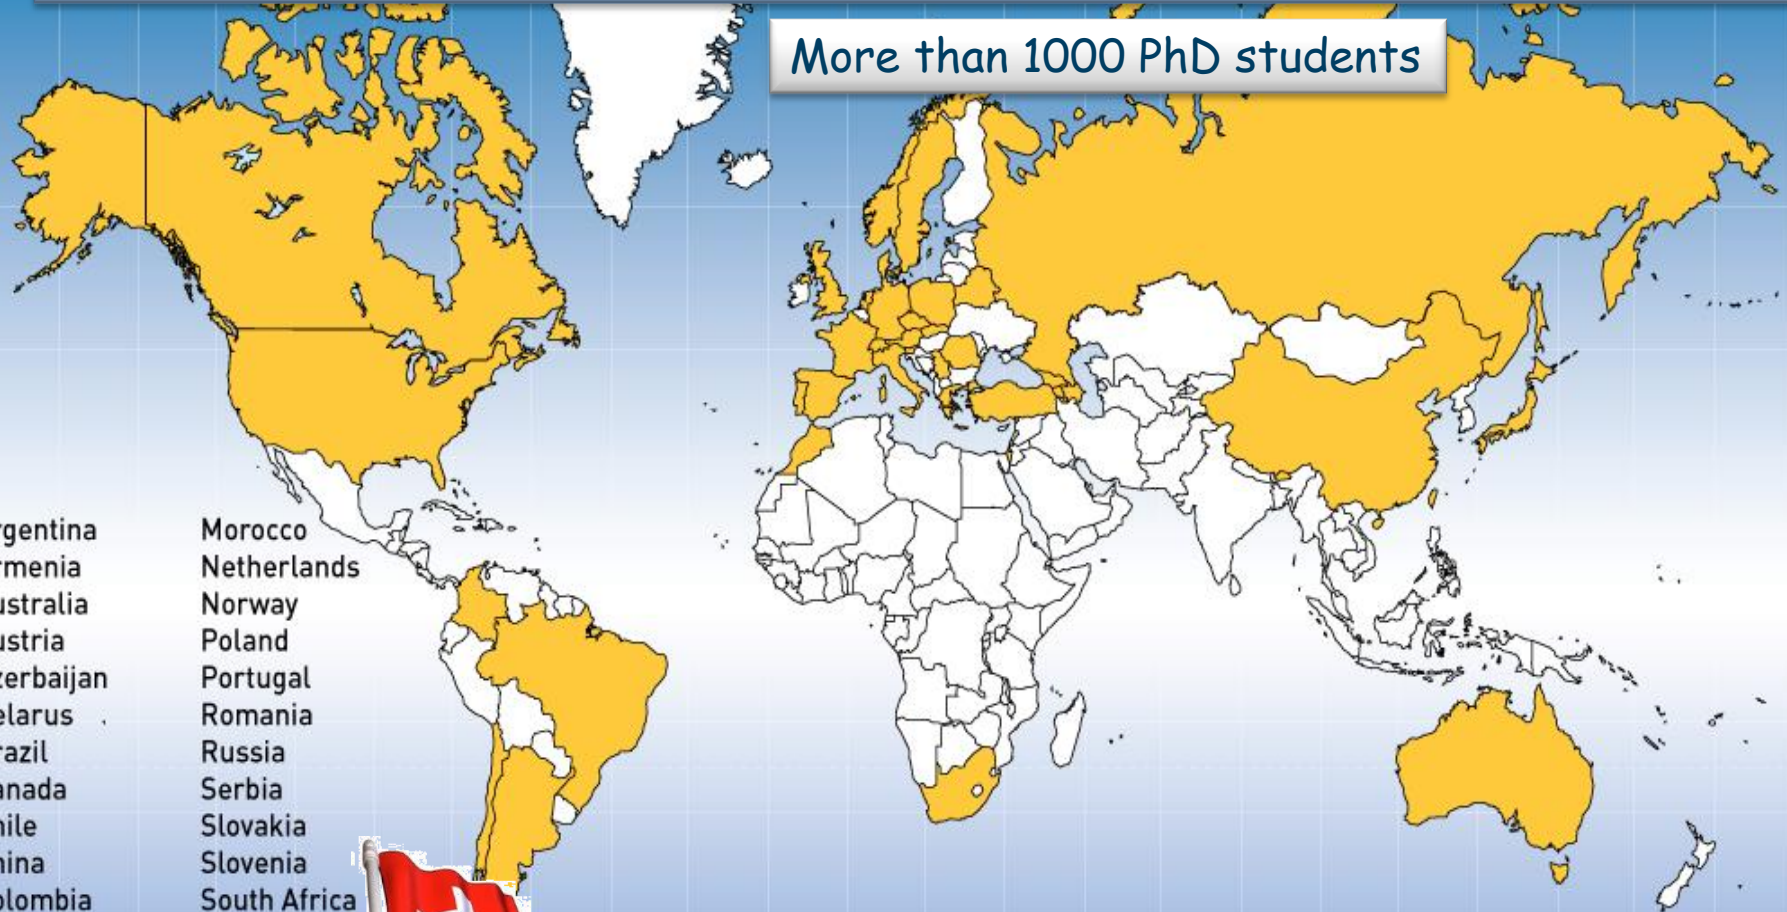 More than 1000 PhD students
rgentina
rmenia
ustralia
ustria
zerbaijan
elarus
razil
anada
hile
hina
olombia
Morocco
Netherlands
Norway
Poland
Portugal
Romania
Russia
Serbia
Slovakia
Slovenia
South Africa